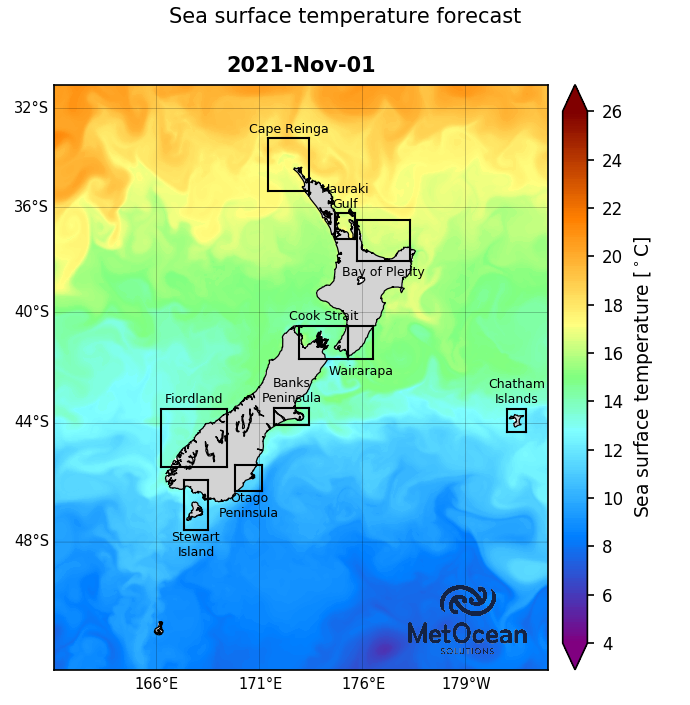 Sea surface temperature forecast
2021-Nov-01
32°S
36°S
40°S
44°S
48°S
Cape Reinga
Hauraki
Gulf
Bay of Plenty
Cook Strait
Wairarapa
Banks
Peninsula
Fiordland
Chatham
Islands
Otago
Peninsula
Stewart
Island
MetOcean
SOLUTIONS
166°E
171°E
176°E
179°W
26
24
22
20
18
16
14
12
10
8
6
4
Sea surface temperature [°C]